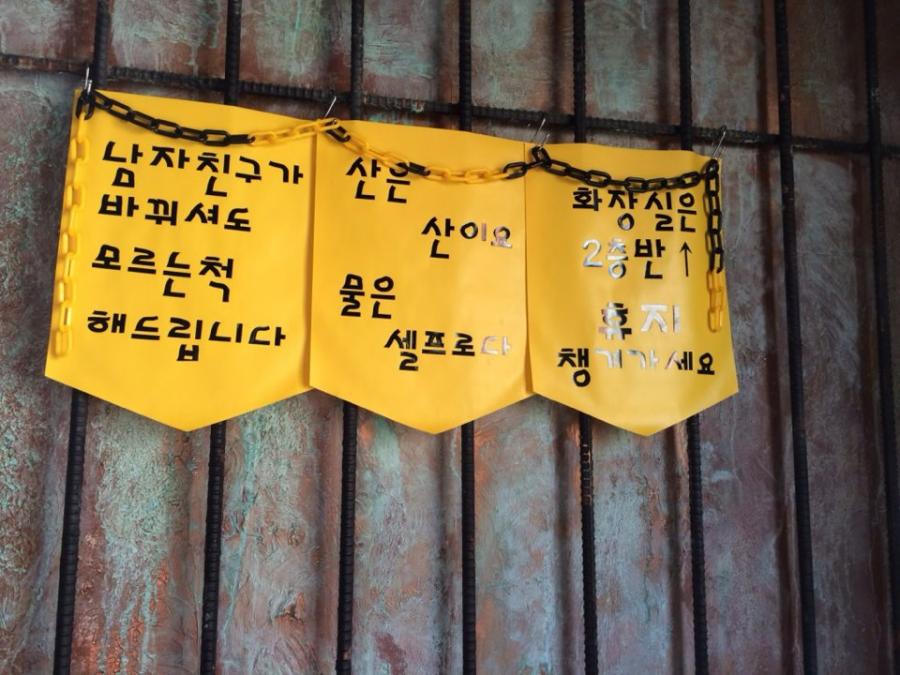 남자친구가
바꿔셔도
모르는척
해드립니다
산은
산이요
물은
셀프로다
화장실은
2층반↑
휴지
챙겨가세요